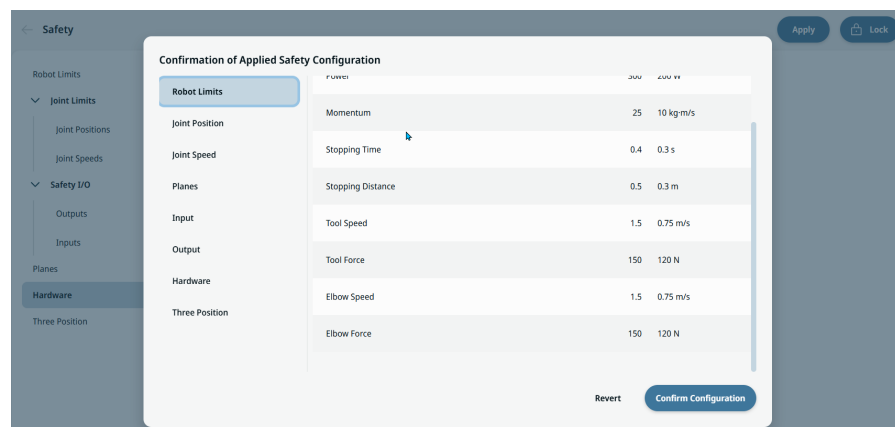 Safety
Apply
Lock
Robot Limits
Joint Limits
Joint Positions
Joint Speeds
Safety I/O
Outputs
Inputs
Planes
Hardware
Three Position
Confirmation of Applied Safety Configuration
Robot Limits
Joint Position
Joint Speed
Planes
Input
Output
Hardware
Three Position
Power 300 200 W
Momentum 25 10 kg·m/s
Stopping Time 0.4 0.3 s
Stopping Distance 0.5 0.3 m
Tool Speed 1.5 0.75 m/s
Tool Force 150 120 N
Elbow Speed 1.5 0.75 m/s
Elbow Force 150 120 N
Revert
Confirm Configuration